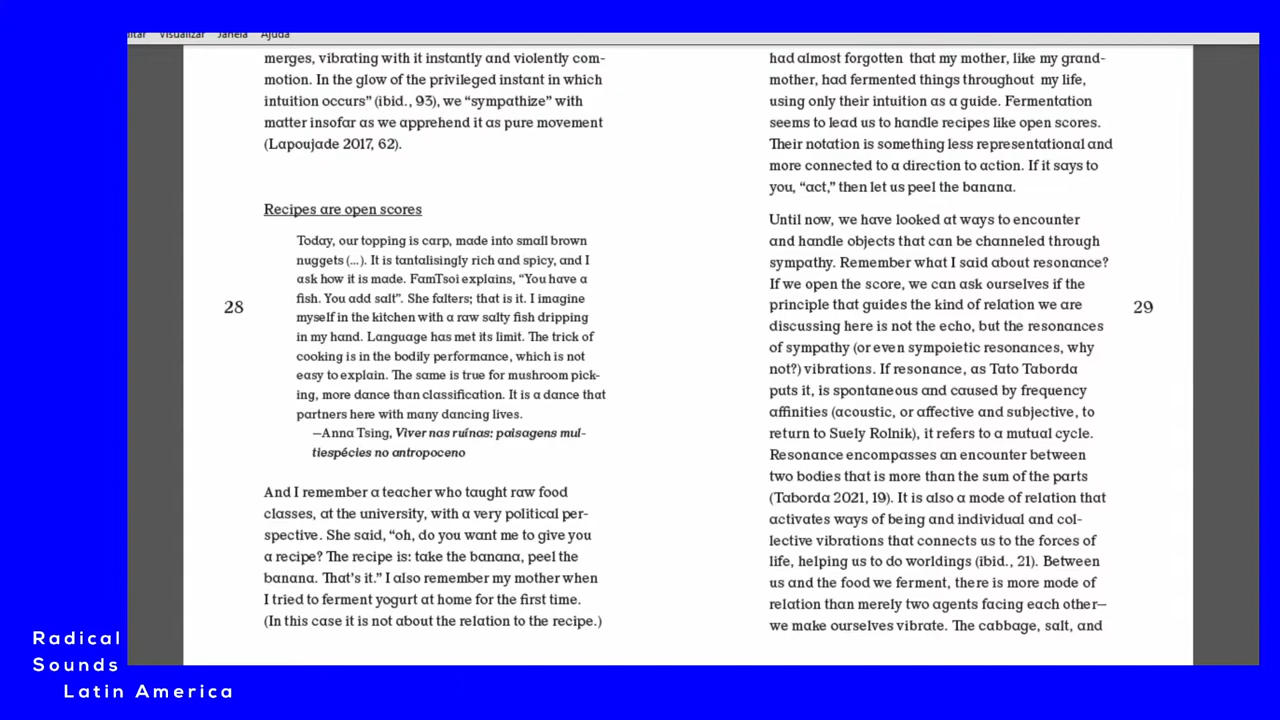 Visualizar Janela Ajuda
merges, vibrating with it instantly and violently com-
motion. In the glow of the privileged instant in which
intuition occurs” (ibid., 93), we “sympathize” with
matter insofar as we apprehend it as pure movement
(Lapoujade 2017, 62).
Recipes are open scores
Today, our topping is carp, made into small brown
nuggets (...). It is tantalisingly rich and spicy, and I
ask how it is made. FamTsoi explains, “You have a
fish. You add salt”. She falters; that is it. I imagine
myself in the kitchen with a raw salty fish dripping
in my hand. Language has met its limit. The trick of
cooking is in the bodily performance, which is not
easy to explain. The same is true for mushroom pick-
ing, more dance than classification. It is a dance that
partners here with many dancing lives.
—Anna Tsing, Viver nas ruínas: paisagens mul-
tiespécies no antropoceno
And I remember a teacher who taught raw food
classes, at the university, with a very political per-
spective. She said, “oh, do you want me to give you
a recipe? The recipe is: take the banana, peel the
banana. That’s it.” I also remember my mother when
I tried to ferment yogurt at home for the first time.
(In this case it is not about the relation to the recipe.)
28
had almost forgotten that my mother, like my grand-
mother, had fermented things throughout my life,
using only their intuition as a guide. Fermentation
seems to lead us to handle recipes like open scores.
Their notation is something less representational and
more connected to a direction to action. If it says to
you, “act,” then let us peel the banana.
Until now, we have looked at ways to encounter
and handle objects that can be channeled through
sympathy. Remember what I said about resonance?
If we open the score, we can ask ourselves if the
principle that guides the kind of relation we are
discussing here is not the echo, but the resonances
of sympathy (or even sympoietic resonances, why
not?) vibrations. If resonance, as Tato Taborda
puts it, is spontaneous and caused by frequency
affinities (acoustic, or affective and subjective, to
return to Suely Rolnik), it refers to a mutual cycle.
Resonance encompasses an encounter between
two bodies that is more than the sum of the parts
(Taborda 2021, 19). It is also a mode of relation that
activates ways of being and individual and col-
lective vibrations that connects us to the forces of
life, helping us to do worldings (ibid., 21). Between
us and the food we ferment, there is more mode of
relation than merely two agents facing each other—
we make ourselves vibrate. The cabbage, salt, and
29
Radical
Sounds
Latin America